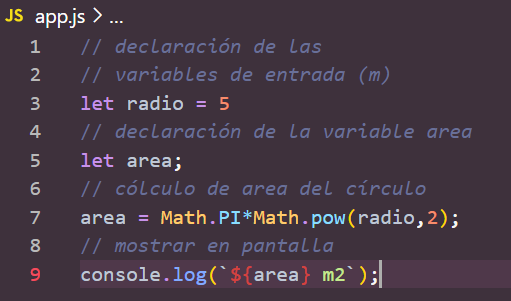 JS app.js > ...
1 // declaración de las
2 // variables de entrada (m)
3 let radio = 5
4 // declaración de la variable area
5 let area;
6 // cólculo de area del círculo
7 area = Math.PI*Math.pow(radio,2);
8 // mostrar en pantalla
9 console.log(`${area} m2`);